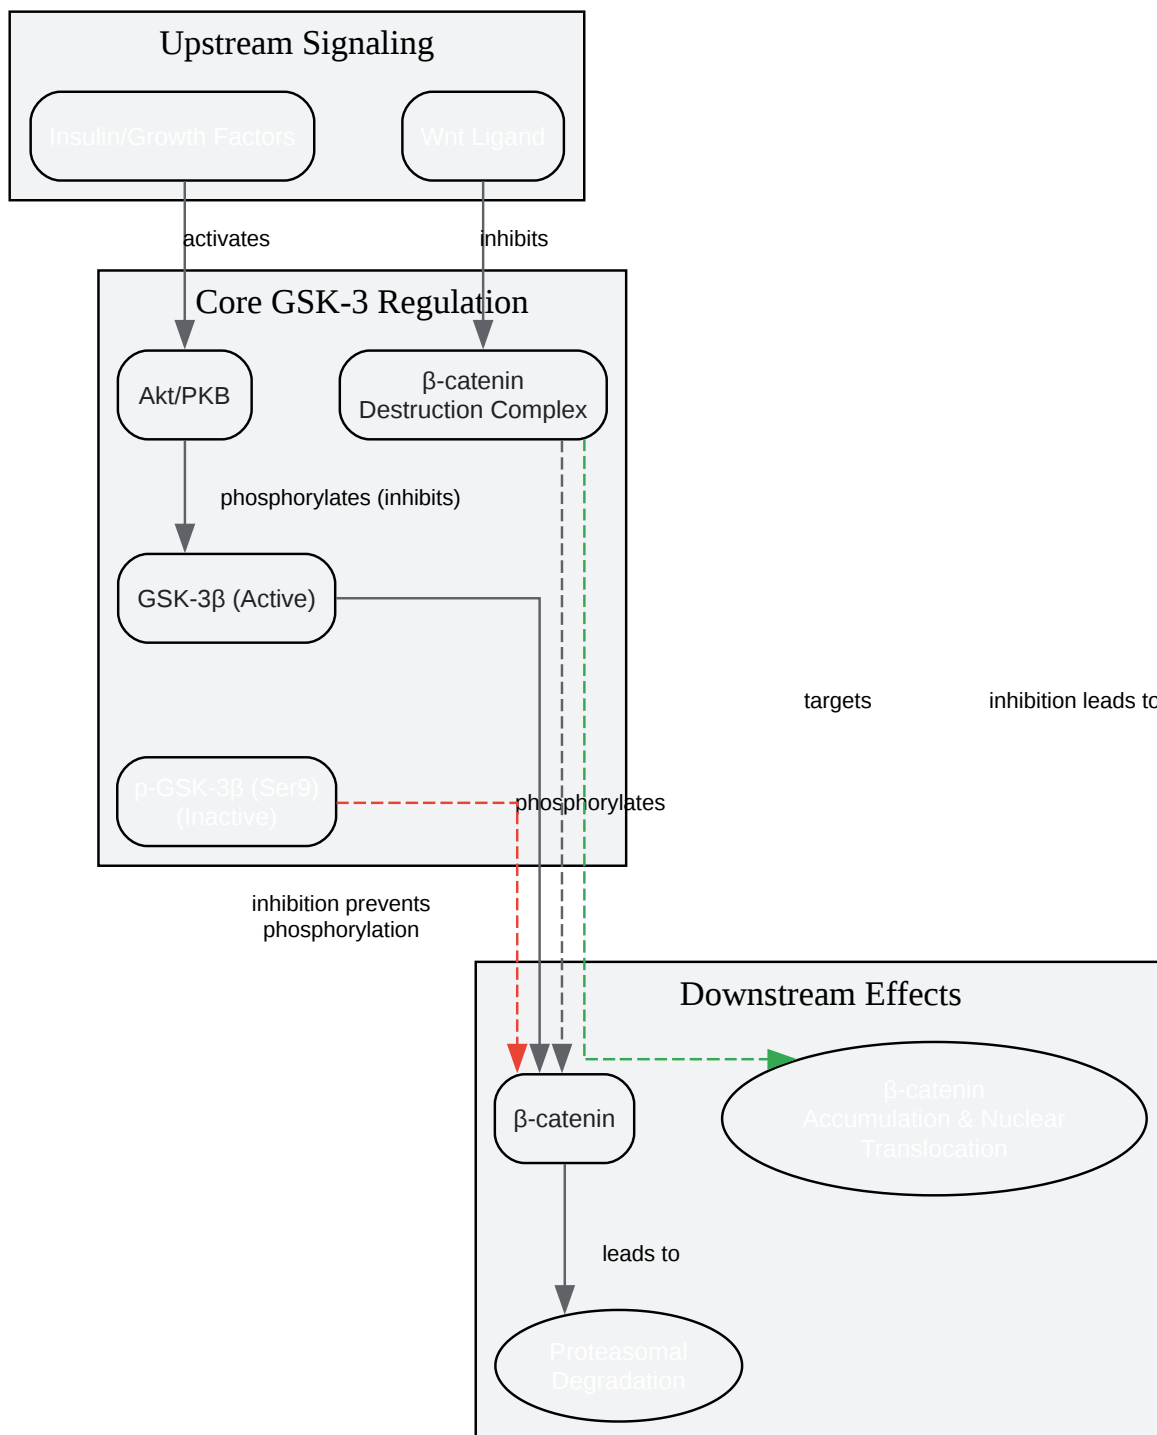 Upstream Signaling
Insulin/Growth Factors
Wnt Ligand
activates
inhibits
Core GSK-3 Regulation
Akt/PKB
β-catenin
Destruction Complex
phosphorylates (inhibits)
GSK-3β (Active)
targets
inhibition leads to
p-GSK-3β (Ser9)
(Inactive)
phosphorylates
inhibition prevents
phosphorylation
Downstream Effects
β-catenin
β-catenin
Accumulation & Nuclear
Translocation
leads to
Proteasomal
Degradation